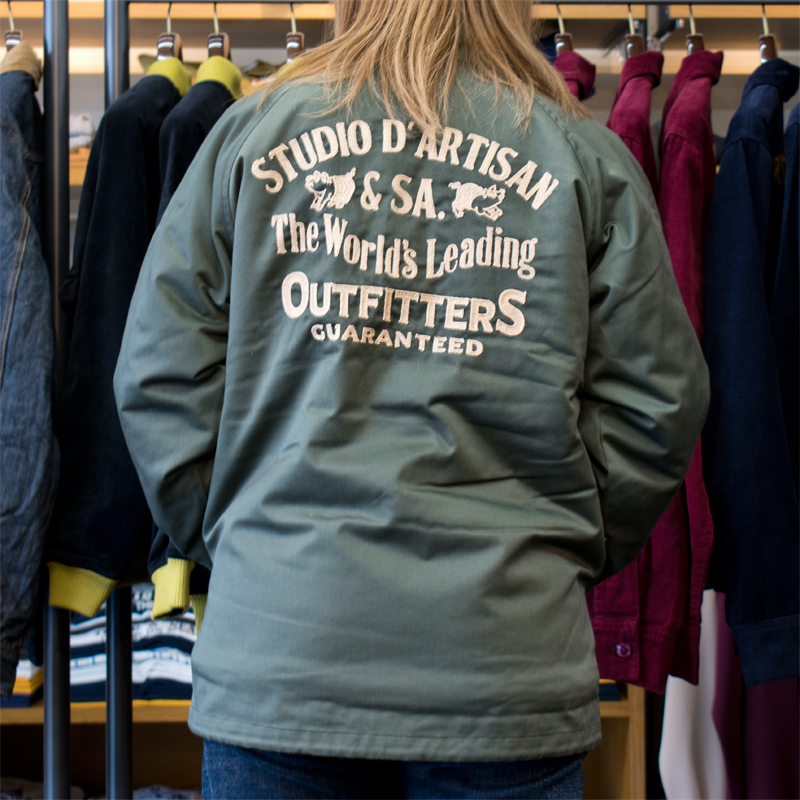 STUDIO D'ARTISAN
& SA.
The World's Leading
OUTFITTERS
GUARANTEED